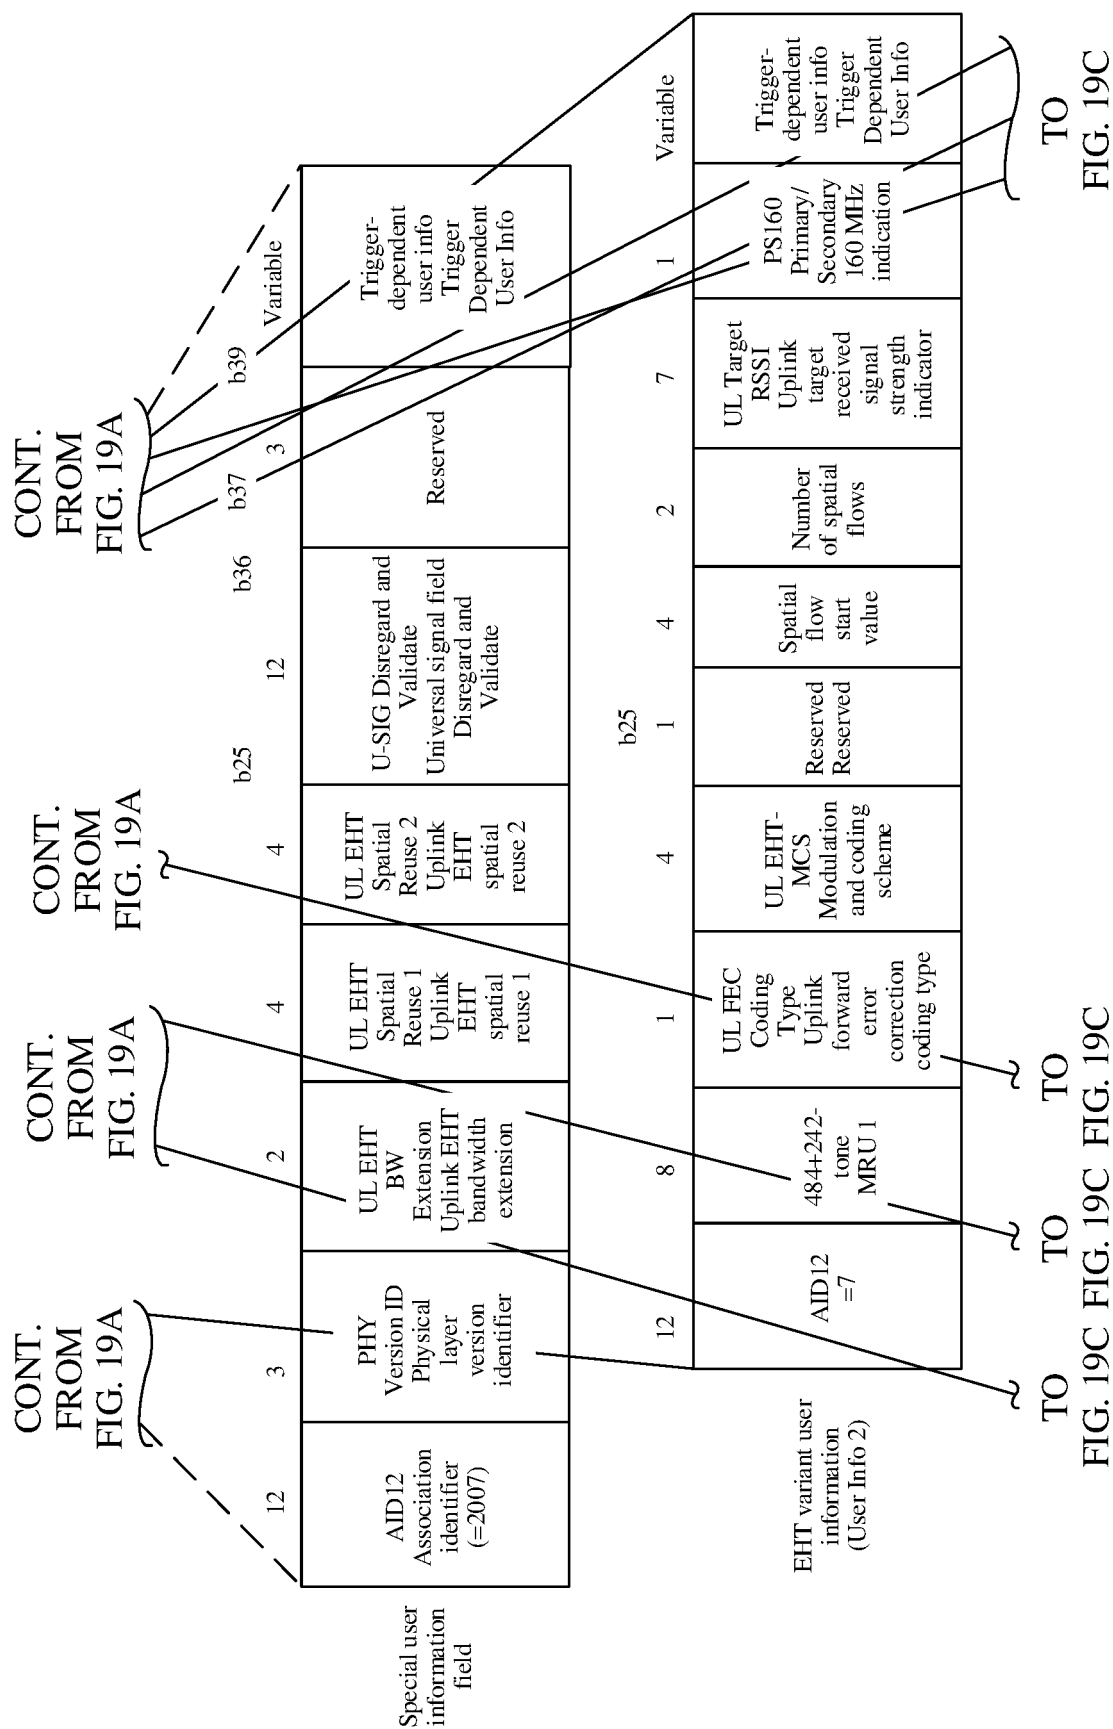 CONT.
FROM
FIG. 19A
CONT.
FROM
FIG. 19A
CONT.
FROM
FIG. 19A
CONT.
FROM
FIG. 19A
12
3
2
4
4
b25
12
b36
b37
3
b39
Variable
Special user
information
field
AID12
Association
identifier
(=2007)
PHY
Version ID
Physical
layer
version
identifier
UL EHT
BW
Extension
Uplink EHT
bandwidth
extension
UL EHT
Spatial
Reuse 1
Uplink
EHT
spatial
reuse 1
UL EHT
Spatial
Reuse 2
Uplink
EHT
spatial
reuse 2
U-SIG Disregard and
Validate
Universal signal field
Disregard and
Validate
Reserved
Trigger-
dependent
user info
Trigger
Dependent
User Info
12
8
1
4
b25
1
4
2
7
1
Variable
EHT variant user
information
(User Info 2)
AID12
=7
484+242-
tone
MRU 1
UL FEC
Coding
Type
Uplink
forward
error
correction
coding type
UL EHT-
MCS
Modulation
and coding
scheme
Reserved
Reserved
Spatial
flow
start
value
Number
of spatial
flows
UL Target
RSSI
Uplink
target
received
signal
strength
indicator
PS160
Primary/
Secondary
160 MHz
indication
Trigger-
dependent
user info
Trigger
Dependent
User Info
TO
FIG. 19C
TO
FIG. 19C
TO
FIG. 19C
TO
FIG. 19C